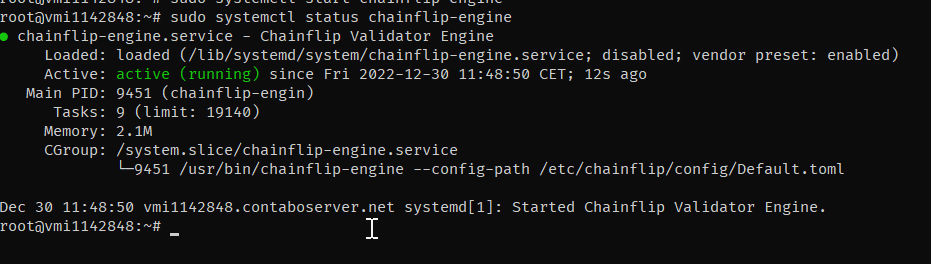 root@vmi1142848:~# sudo systemctl start chainflip-engine
root@vmi1142848:~# sudo systemctl status chainflip-engine
● chainflip-engine.service - Chainflip Validator Engine
Loaded: loaded (/lib/systemd/system/chainflip-engine.service; disabled; vendor preset: enabled)
Active: active (running) since Fri 2022-12-30 11:48:50 CET; 12s ago
Main PID: 9451 (chainflip-engin)
Tasks: 9 (limit: 19140)
Memory: 2.1M
CGroup: /system.slice/chainflip-engine.service
└─9451 /usr/bin/chainflip-engine --config-path /etc/chainflip/config/Default.toml
Dec 30 11:48:50 vmi1142848.contaboserver.net systemd[1]: Started Chainflip Validator Engine.
root@vmi1142848:~#